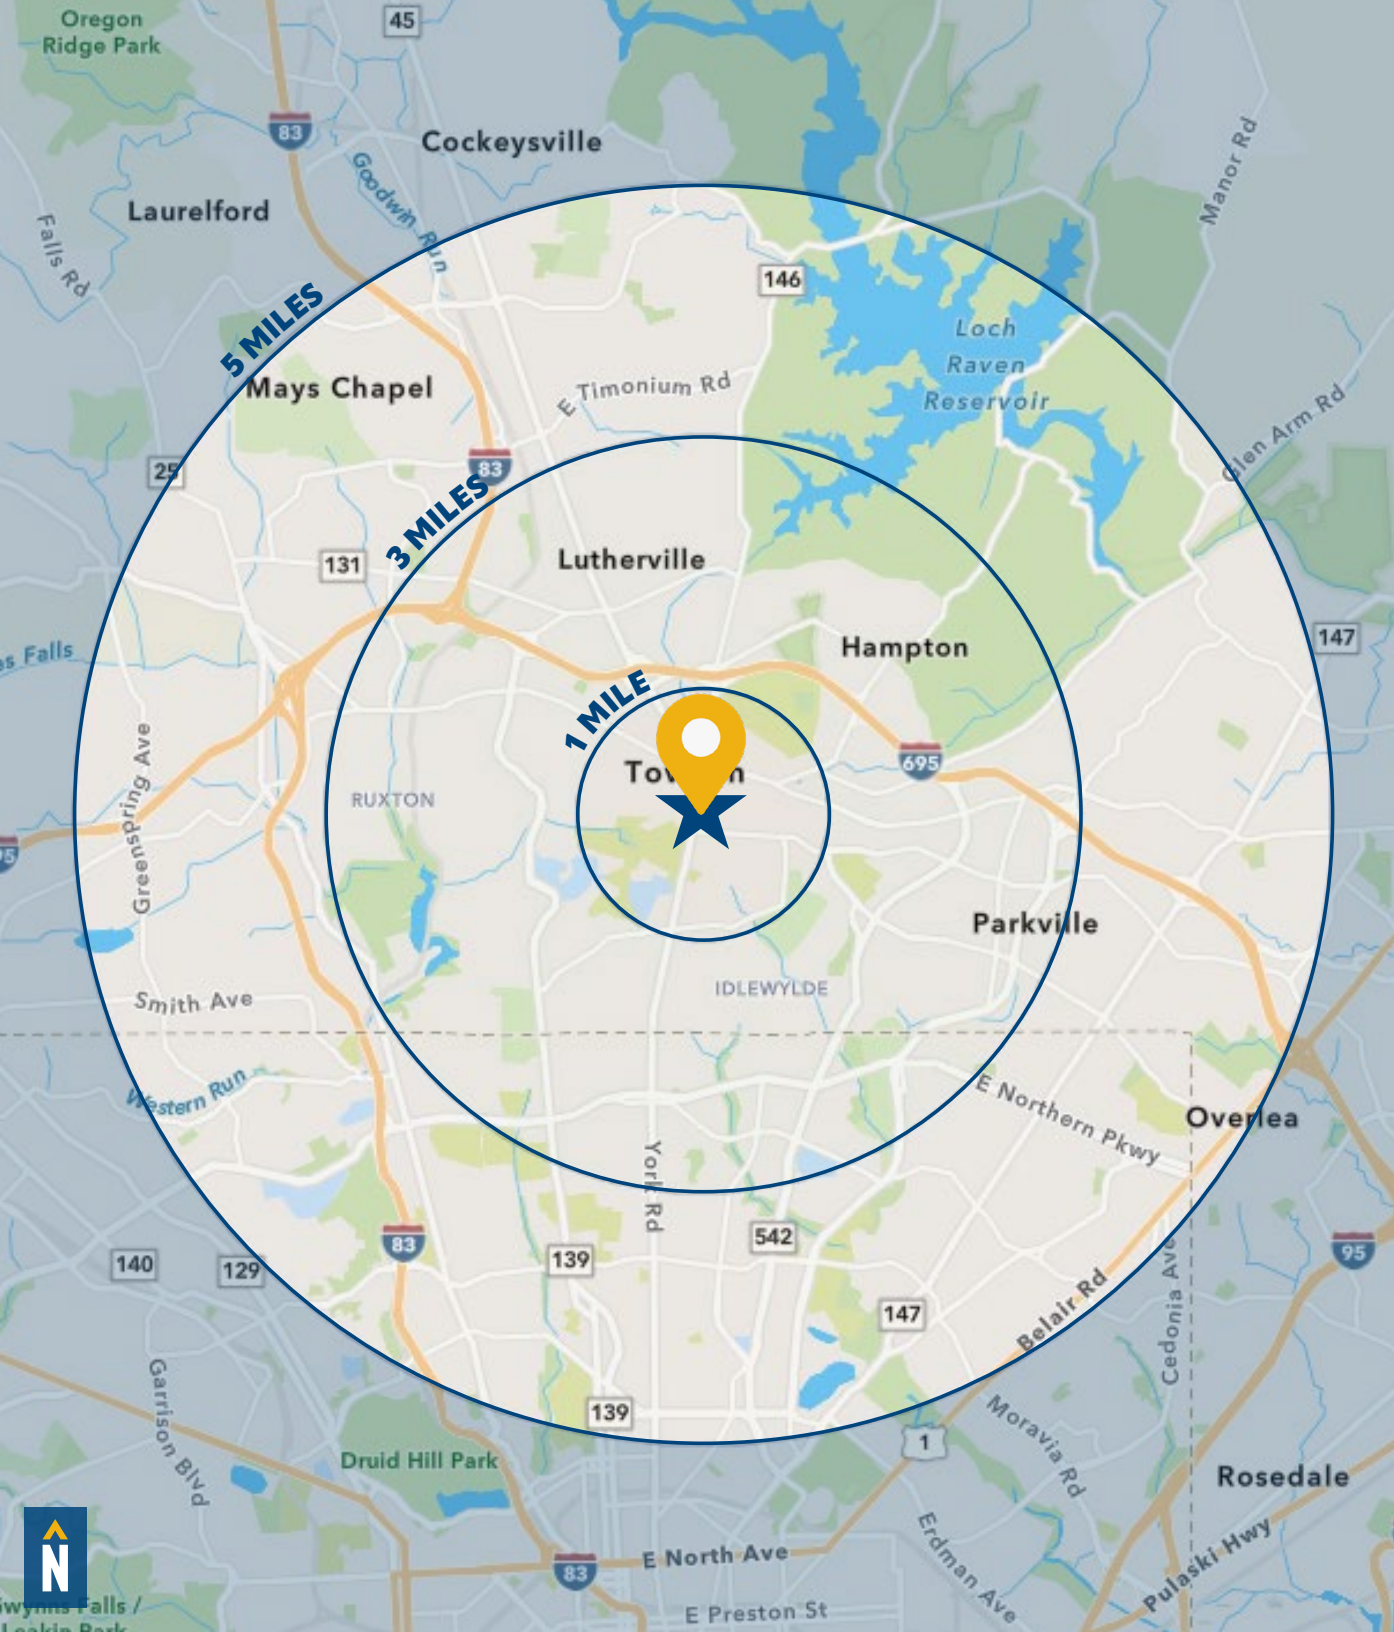 Oregon
Ridge Park
45
83
Cockeysville
Goodwin Run
Laurelford
Manor Rd
Falls Rd
5 MILES
146
Loch
Raven
Reservoir
Mays Chapel
E Timonium Rd
Glen Arm Rd
25
83
3 MILES
131
Lutherville
147
Hampton
Falls
1 MILE
695
RUXTON
Greenspring Ave
Parkville
IDLEWYLDE
Smith Ave
Western Run
E Northern Pkwy
Overlea
York Rd
542
83
139
140
129
95
Cedonia Ave
147
Belair Rd
Garrison Blvd
139
Moravia Rd
1
Druid Hill Park
Rosedale
N
E North Ave
83
Erdman Ave
Pulaski Hwy
Gwynns Falls /
Leakin Park
E Preston St